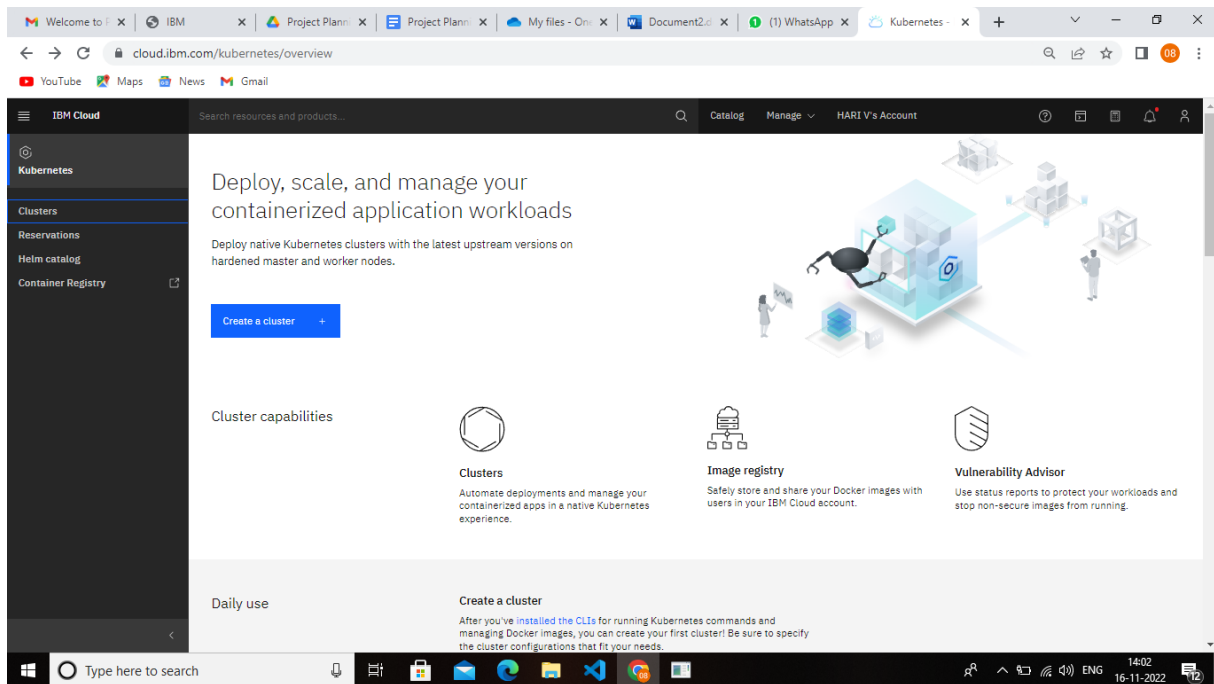 Welcome to P
IBM
Project Plann
Project Plann
My files - One
Document2.d
(1) WhatsApp
Kubernetes -
cloud.ibm.com/kubernetes/overview
08
YouTube
Maps
News
Gmail
IBM Cloud
Search resources and products...
Catalog
Manage
HARI V's Account
Kubernetes
Clusters
Reservations
Helm catalog
Container Registry
Deploy, scale, and manage your
containerized application workloads
Deploy native Kubernetes clusters with the latest upstream versions on
hardened master and worker nodes.
Create a cluster +
Cluster capabilities
Clusters
Automate deployments and manage your
containerized apps in a native Kubernetes
experience.
Image registry
Safely store and share your Docker images with
users in your IBM Cloud account.
Vulnerability Advisor
Use status reports to protect your workloads and
stop non-secure images from running.
Daily use
Create a cluster
After you've installed the CLIs for running Kubernetes commands and
managing Docker images, you can create your first cluster! Be sure to specify
the cluster configurations that fit your needs.
Type here to search
ENG
14:02
16-11-2022
12